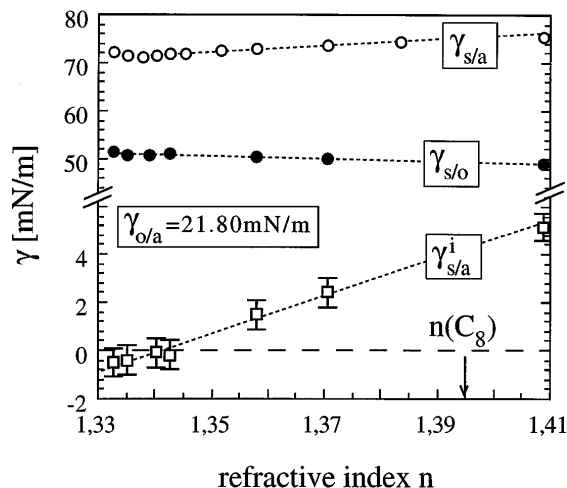 80
70
60
50
4
2
0
-2
γ [mN/m]
γs/a
γs/o
γo/a=21.80mN/m
γ^i s/a
n(C8)
1,33
1,35
1,37
1,39
1,41
refractive index n